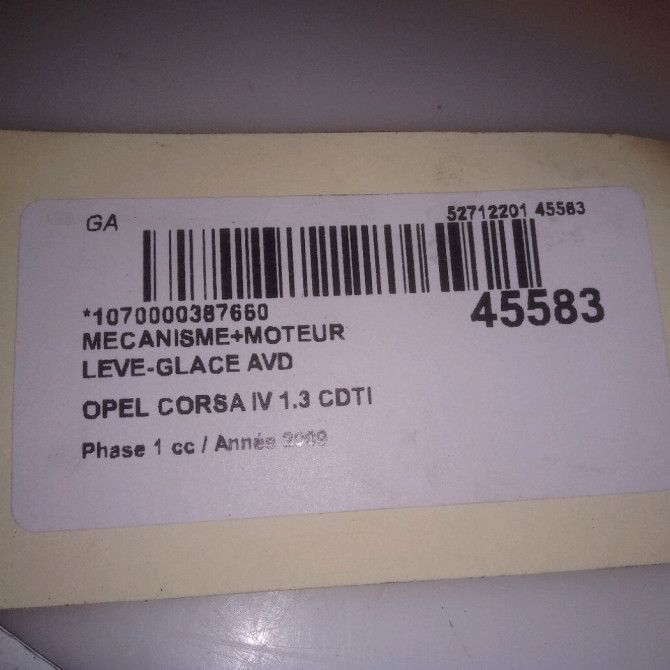 GA
52712201 45583
*1070000387660
45583
MECANISME+MOTEUR
LEVE-GLACE AVD
OPEL CORSA IV 1.3 CDTI
Phase 1 cc / Année 2009